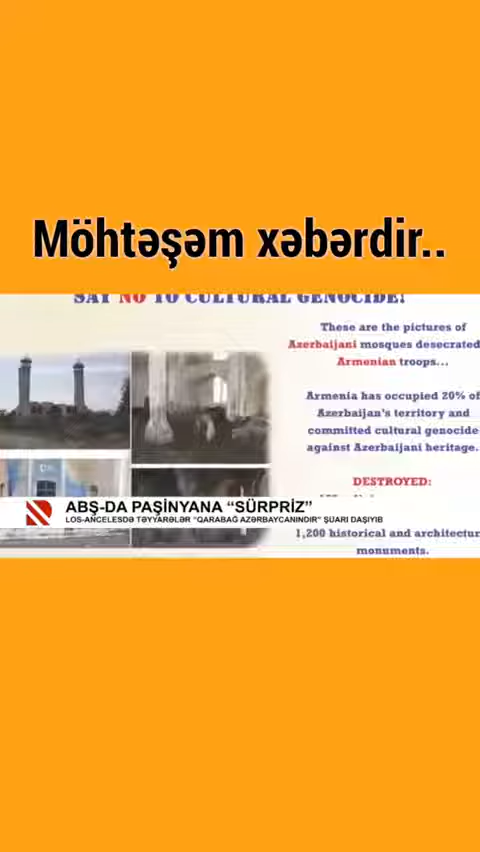 Möhtəşəm xəbərdir..
SAY NO TO CULTURAL GENOCIDE!
These are the pictures of
Azerbaijani mosques desecrated
Armenian troops...
Armenia has occupied 20% of
Azerbaijan's territory and
committed cultural genocide
against Azerbaijani heritage.
DESTROYED:
ABŞ-DA PAŞİNYANA “SÜRPRİZ”
LOS-ANCELESDƏ TƏYYARƏLƏR “QARABAĞ AZƏRBAYCANINDIR” ŞÜARI DAŞIYIB
1,200 historical and architectur
monuments.